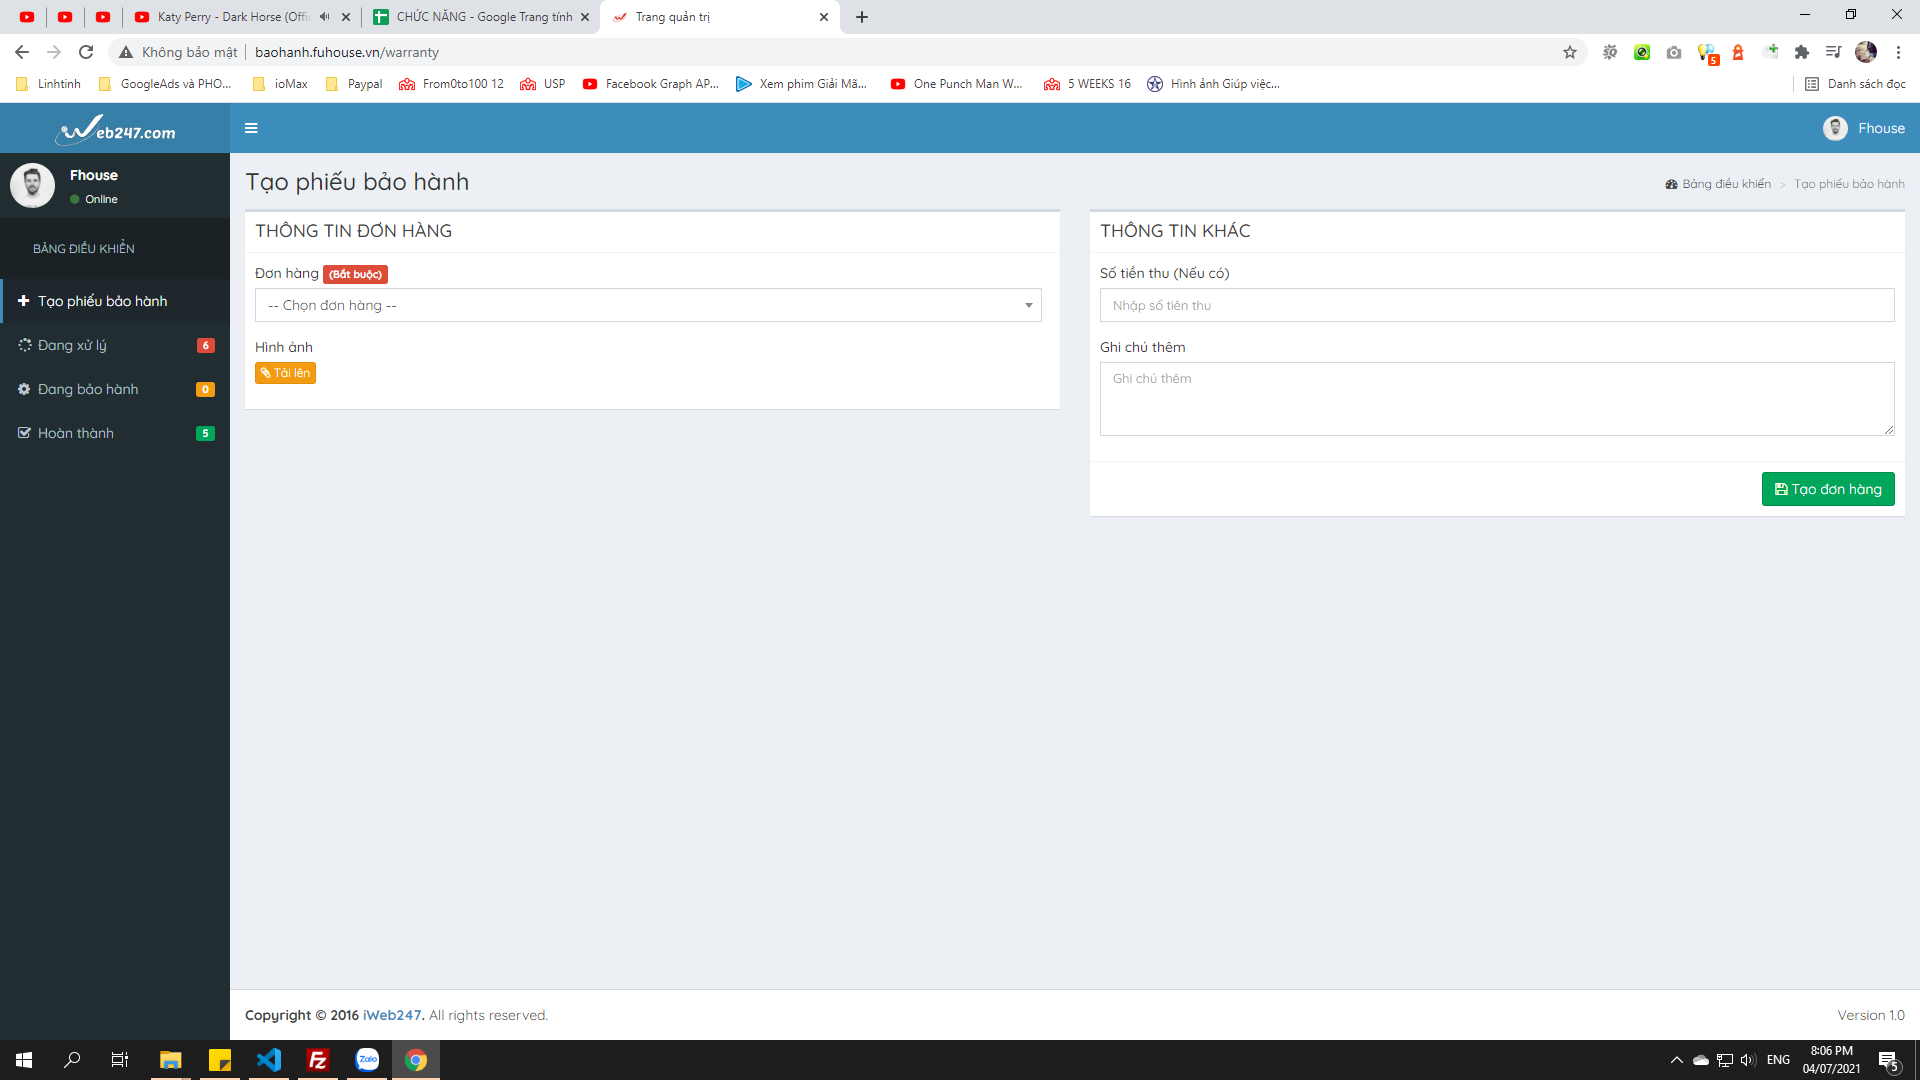 Katy Perry - Dark Horse (Offi
CHỨC NĂNG - Google Trang tính
Trang quản trị
Không bảo mật
baohanh.fuhouse.vn/warranty
5
Linhtinh
GoogleAds và PHO...
ioMax
Paypal
From0to100 12
USP
Facebook Graph AP...
Xem phim Giải Mã...
One Punch Man W...
5 WEEKS 16
Hình ảnh Giúp việc...
Danh sách đọc
Web247.com
Fhouse
Fhouse
Online
BẢNG ĐIỀU KHIỂN
Tạo phiếu bảo hành
Đang xử lý 6
Đang bảo hành 0
Hoàn thành 5
Tạo phiếu bảo hành
Bảng điều khiển > Tạo phiếu bảo hành
THÔNG TIN ĐƠN HÀNG
Đơn hàng (Bắt buộc)
-- Chọn đơn hàng --
Hình ảnh
Tải lên
THÔNG TIN KHÁC
Số tiền thu (Nếu có)
Nhập số tiên thu
Ghi chú thêm
Ghi chú thêm
Tạo đơn hàng
Copyright © 2016 iWeb247. All rights reserved.
Version 1.0
Zalo
ENG
8:06 PM
04/07/2021
5